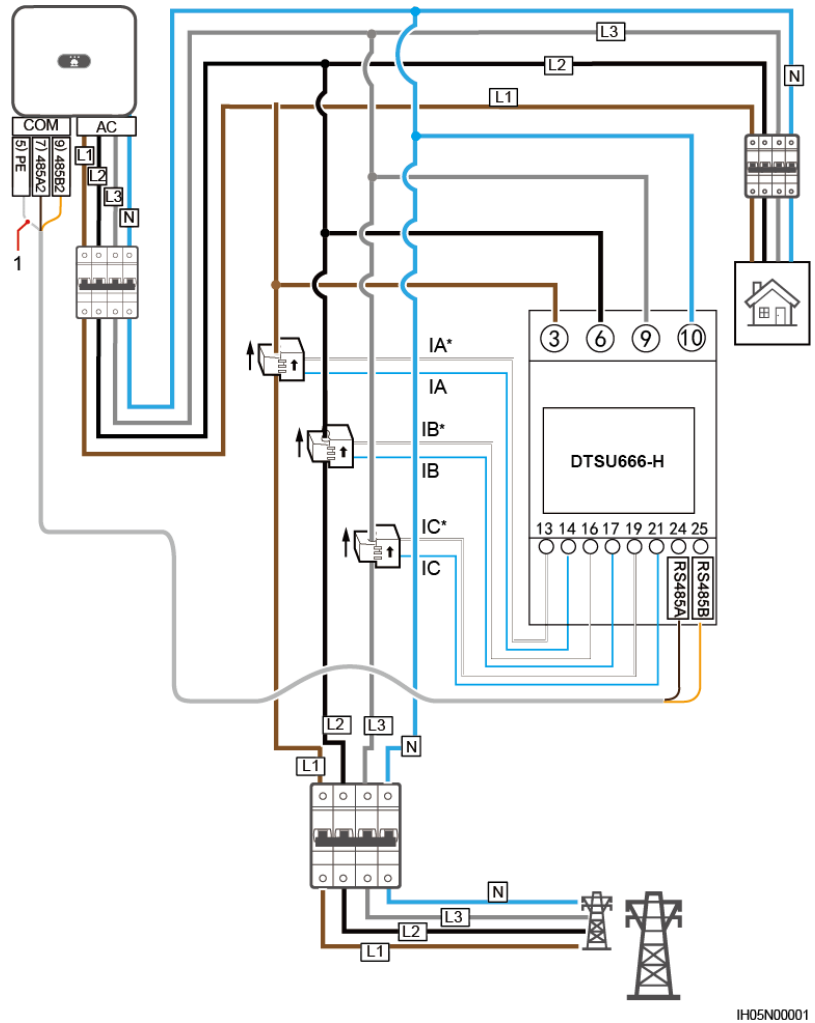 L3
L2
N
L1
COM
AC
5) PE
7) 485A2
9) 485B2
L1
L2
L3
N
1
3
6
9
10
IA*
IA
IB*
IB
IC*
IC
DTSU666-H
13 14 16 17 19 21 24 25
RS485A
RS485B
L2
L3
N
L1
N
L3
L2
L1
IH05N00001